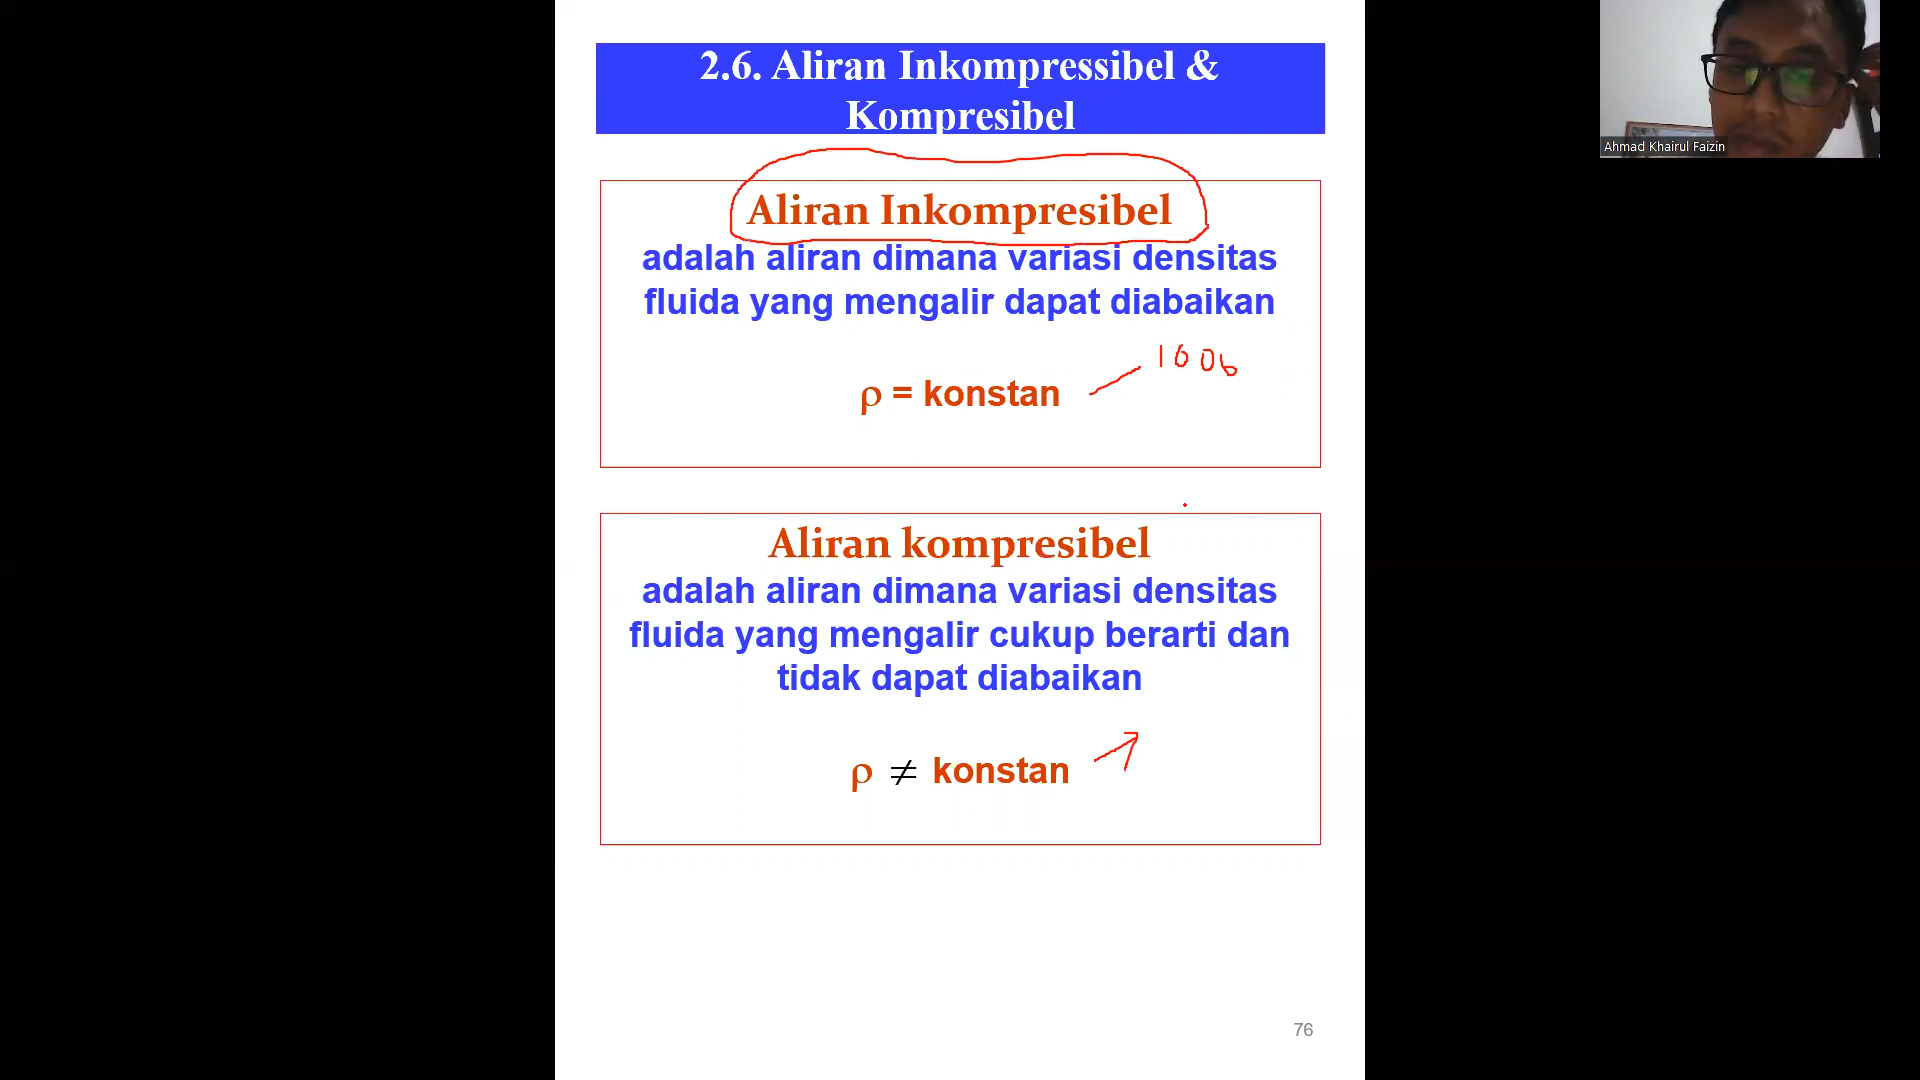 2.6. Aliran Inkompressibel &
Kompresibel
Ahmad Khairul Faizin
Aliran Inkompresibel
adalah aliran dimana variasi densitas
fluida yang mengalir dapat diabaikan
1000
ρ = konstan
Aliran kompresibel
adalah aliran dimana variasi densitas
fluida yang mengalir cukup berarti dan
tidak dapat diabaikan
ρ ≠ konstan
76